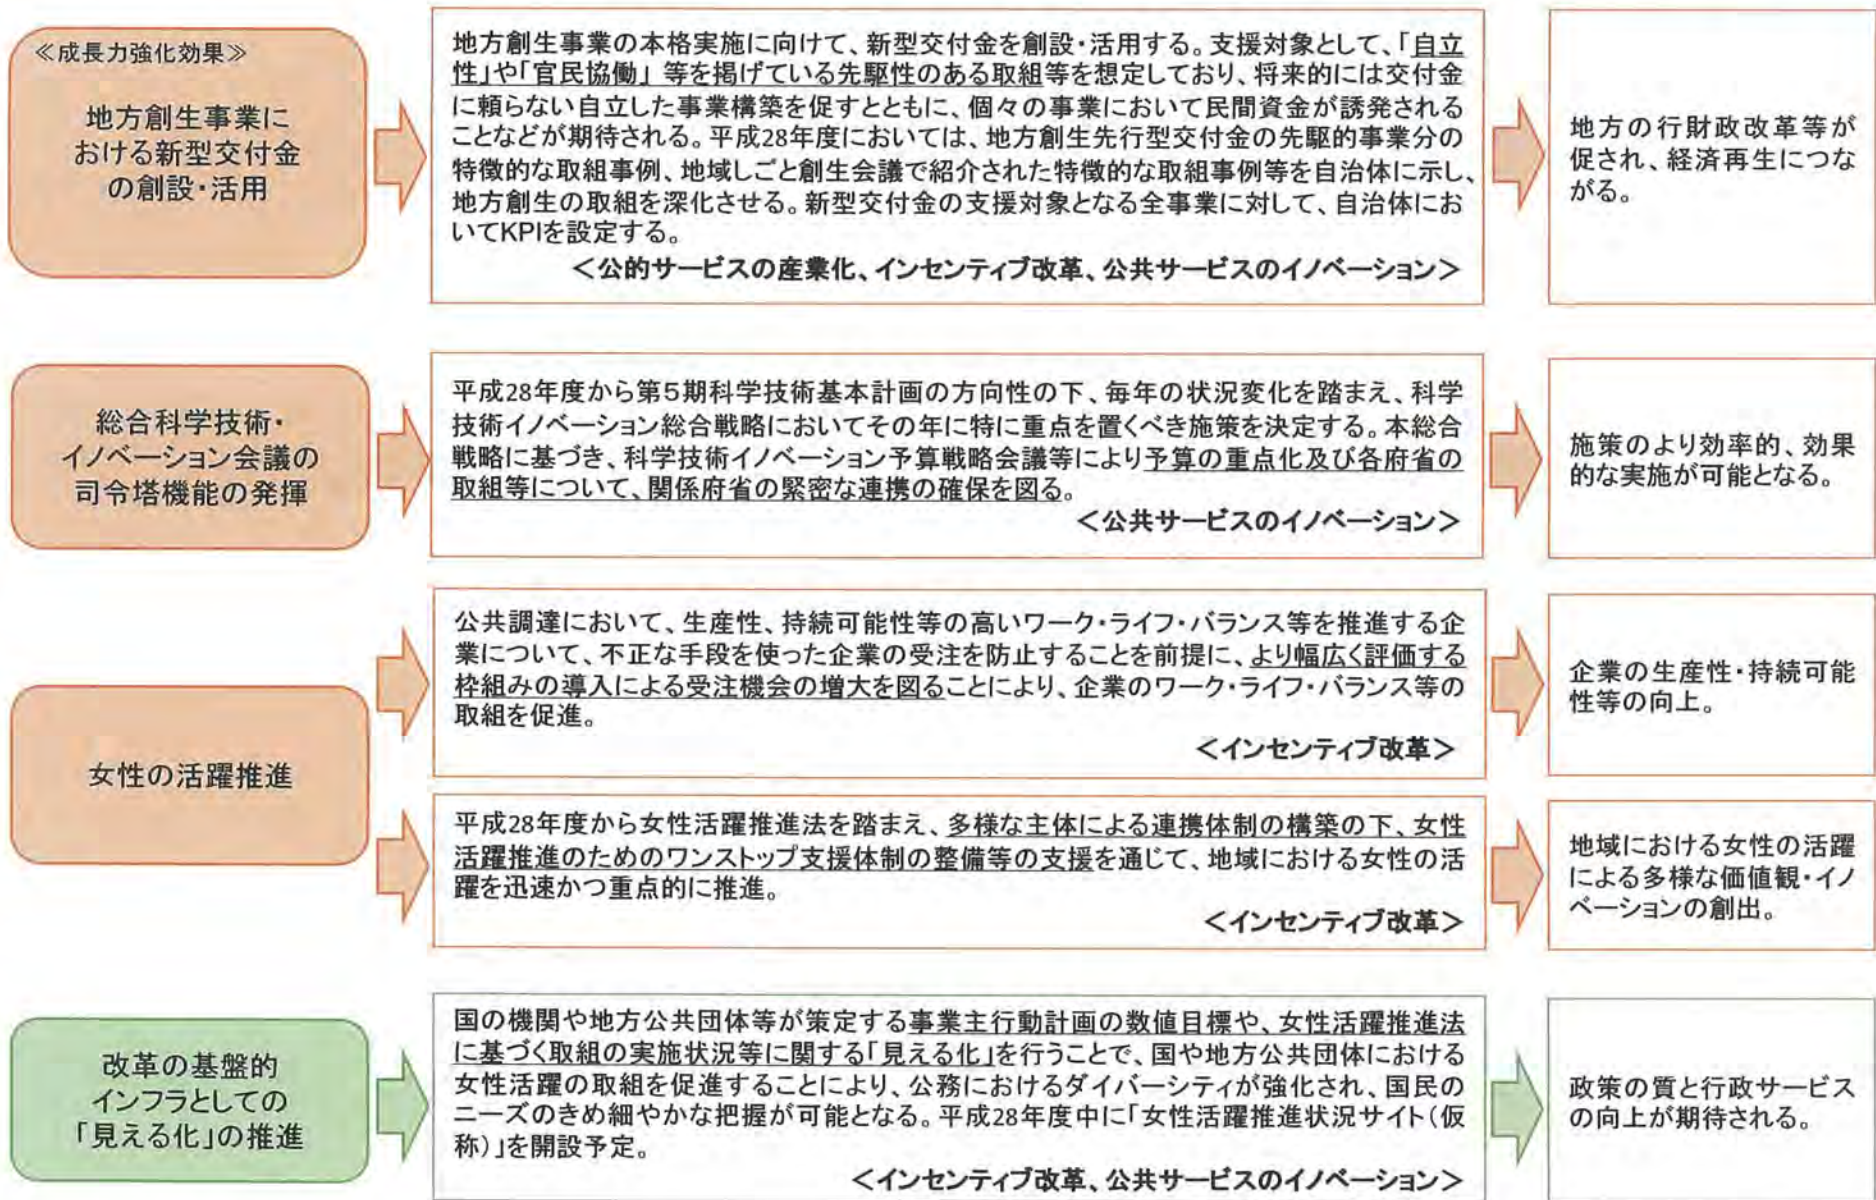 ≪成長力強化効果≫
地方創生事業に
おける新型交付金
の創設・活用
地方創生事業の本格実施に向けて、新型交付金を創設・活用する。支援対象として、「自立
性」や「官民協働」 等を掲げている先駆性のある取組等を想定しており、将来的には交付金
に頼らない自立した事業構築を促すとともに、個々の事業において民間資金が誘発される
ことなどが期待される。平成28年度においては、地方創生先行型交付金の先駆的事業分の
特徴的な取組事例、地域しごと創生会議で紹介された特徴的な取組事例等を自治体に示し、
地方創生の取組を深化させる。新型交付金の支援対象となる全事業に対して、自治体にお
いてKPIを設定する。
＜公的サービスの産業化、インセンティブ改革、公共サービスのイノベーション＞
地方の行財政改革等が
促され、経済再生につな
がる。
総合科学技術・
イノベーション会議の
司令塔機能の発揮
平成28年度から第5期科学技術基本計画の方向性の下、毎年の状況変化を踏まえ、科学
技術イノベーション総合戦略においてその年に特に重点を置くべき施策を決定する。本総合
戦略に基づき、科学技術イノベーション予算戦略会議等により予算の重点化及び各府省の
取組等について、関係府省の緊密な連携の確保を図る。
＜公共サービスのイノベーション＞
施策のより効率的、効果
的な実施が可能となる。
女性の活躍推進
公共調達において、生産性、持続可能性等の高いワーク・ライフ・バランス等を推進する企
業について、不正な手段を使った企業の受注を防止することを前提に、より幅広く評価する
枠組みの導入による受注機会の増大を図ることにより、企業のワーク・ライフ・バランス等の
取組を促進。
＜インセンティブ改革＞
企業の生産性・持続可能
性等の向上。
平成28年度から女性活躍推進法を踏まえ、多様な主体による連携体制の構築の下、女性
活躍推進のためのワンストップ支援体制の整備等の支援を通じて、地域における女性の活
躍を迅速かつ重点的に推進。
＜インセンティブ改革＞
地域における女性の活躍
による多様な価値観・イノ
ベーションの創出。
改革の基盤的
インフラとしての
「見える化」の推進
国の機関や地方公共団体等が策定する事業主行動計画の数値目標や、女性活躍推進法
に基づく取組の実施状況等に関する「見える化」を行うことで、国や地方公共団体における
女性活躍の取組を促進することにより、公務におけるダイバーシティが強化され、国民の
ニーズのきめ細やかな把握が可能となる。平成28年度中に「女性活躍推進状況サイト（仮
称）」を開設予定。
＜インセンティブ改革、公共サービスのイノベーション＞
政策の質と行政サービス
の向上が期待される。